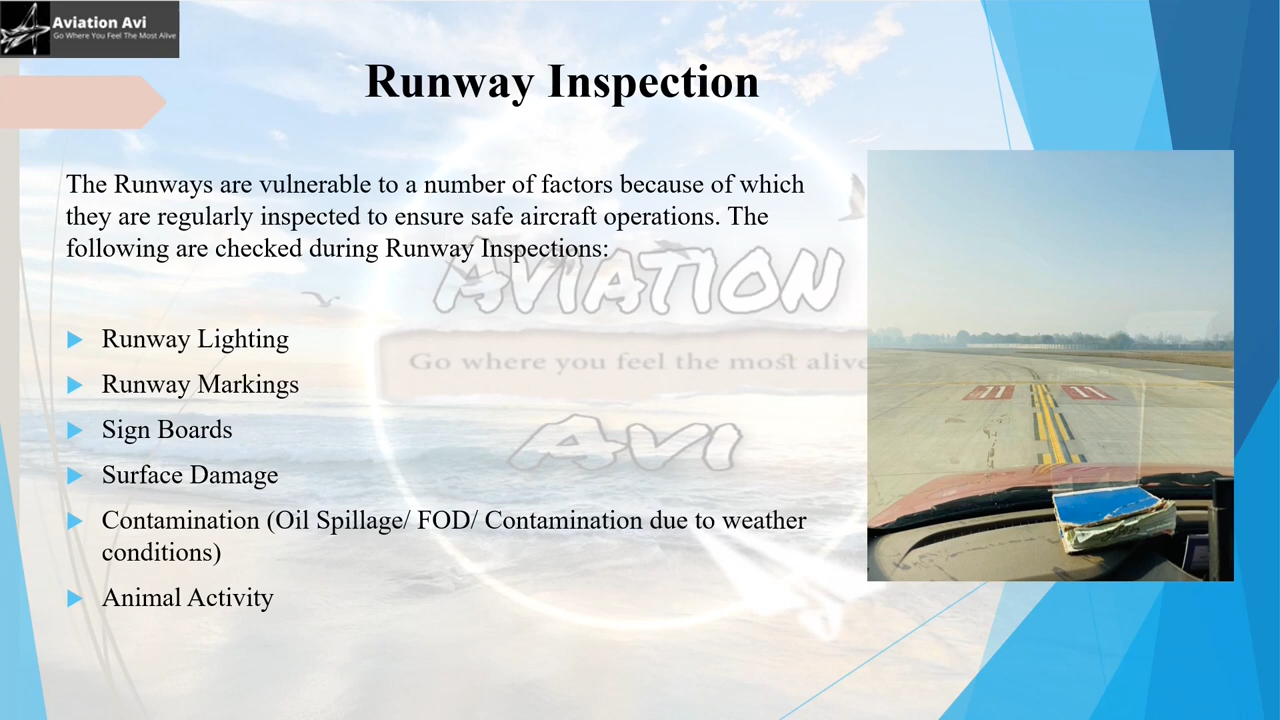 Aviation Avi
Go Where You Feel The Most Alive
Runway Inspection
The Runways are vulnerable to a number of factors because of which
they are regularly inspected to ensure safe aircraft operations. The
following are checked during Runway Inspections:
AVIATION
Go where you feel the most alive
AVI
Runway Lighting
Runway Markings
Sign Boards
Surface Damage
Contamination (Oil Spillage/ FOD/ Contamination due to weather
conditions)
Animal Activity
11 11